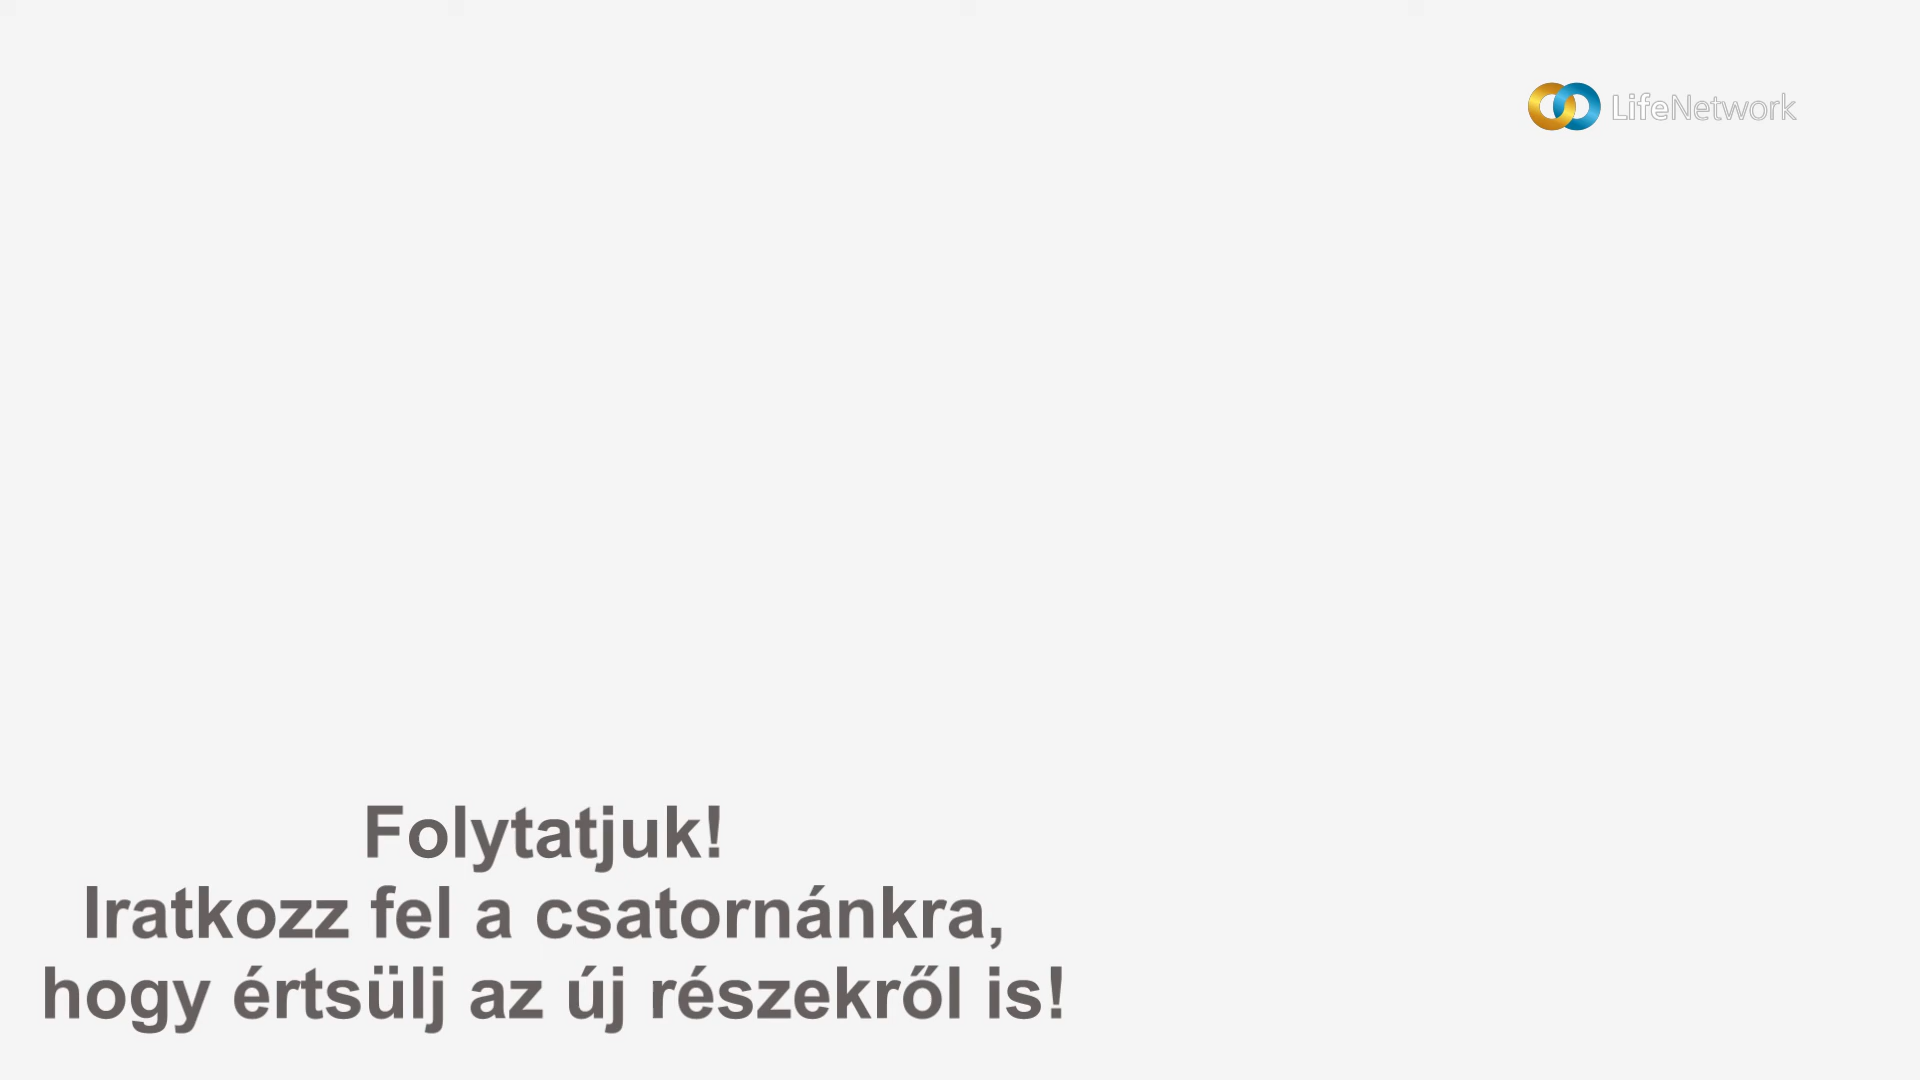 LifeNetwork
Folytatjuk!
Iratkozz fel a csatornánkra,
hogy értsülj az új részekről is!